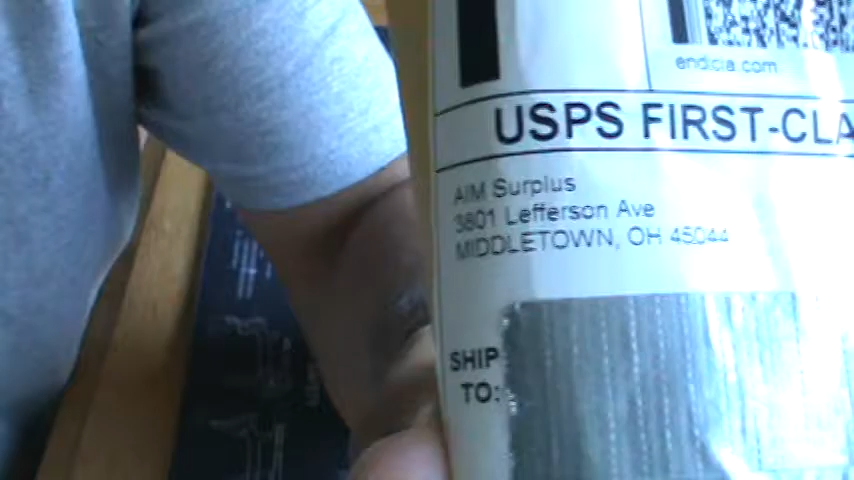 endicia.com
USPS FIRST-CLA
AIM Surplus
3801 Lefferson Ave
MIDDLETOWN, OH 45044
SHIP
TO: